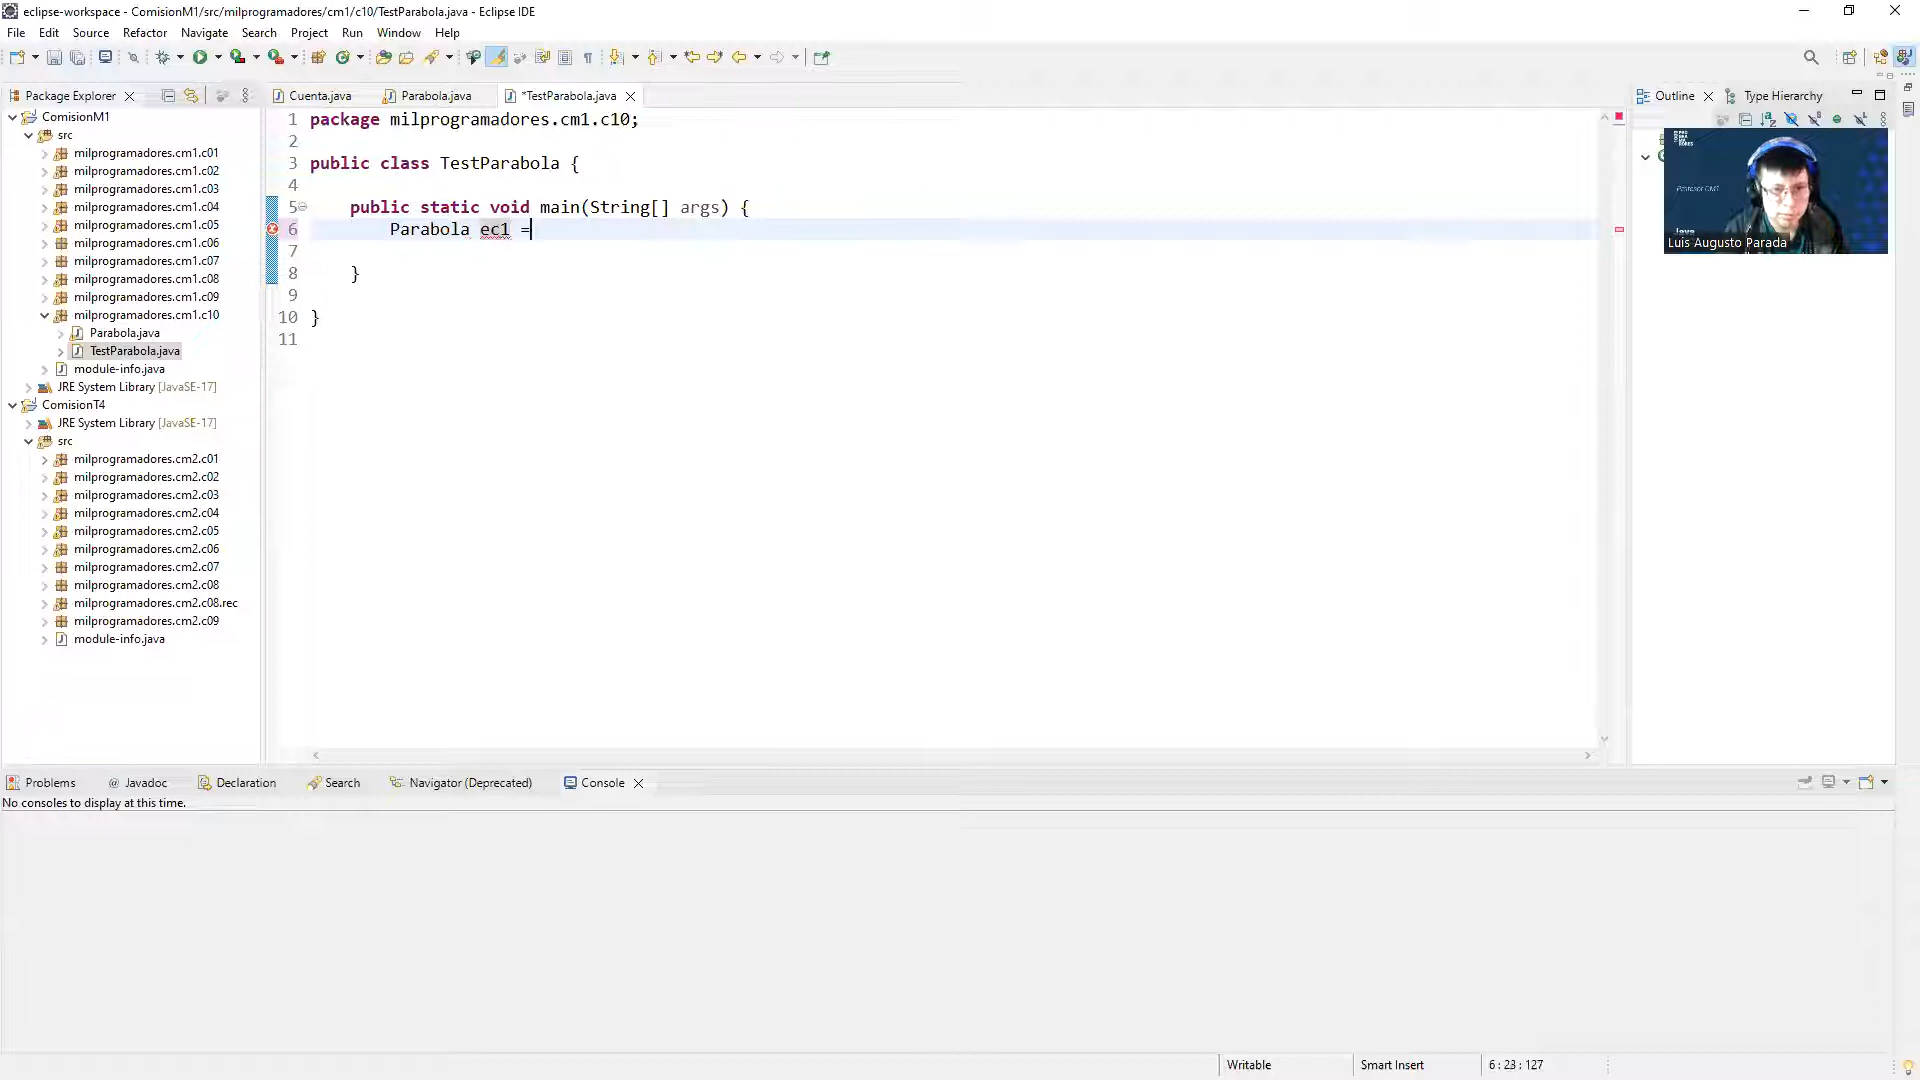 eclipse-workspace - ComisionM1/src/milprogramadores/cm1/c10/TestParabola.java - Eclipse IDE
File Edit Source Refactor Navigate Search Project Run Window Help
Package Explorer
Cuenta.java Parabola.java *TestParabola.java
Outline Type Hierarchy
ComisionM1
src
milprogramadores.cm1.c01
milprogramadores.cm1.c02
milprogramadores.cm1.c03
milprogramadores.cm1.c04
milprogramadores.cm1.c05
milprogramadores.cm1.c06
milprogramadores.cm1.c07
milprogramadores.cm1.c08
milprogramadores.cm1.c09
milprogramadores.cm1.c10
Parabola.java
TestParabola.java
module-info.java
JRE System Library [JavaSE-17]
ComisionT4
JRE System Library [JavaSE-17]
src
milprogramadores.cm2.c01
milprogramadores.cm2.c02
milprogramadores.cm2.c03
milprogramadores.cm2.c04
milprogramadores.cm2.c05
milprogramadores.cm2.c06
milprogramadores.cm2.c07
milprogramadores.cm2.c08
milprogramadores.cm2.c08.rec
milprogramadores.cm2.c09
module-info.java
1 package milprogramadores.cm1.c10;
2
3 public class TestParabola {
4
5 public static void main(String[] args) {
6 Parabola ec1 =
7
8 }
9
10 }
11
Profesor CM1
Java
Luis Augusto Parada
Problems @ Javadoc Declaration Search Navigator (Deprecated) Console
No consoles to display at this time.
Writable Smart Insert 6 : 23 : 127